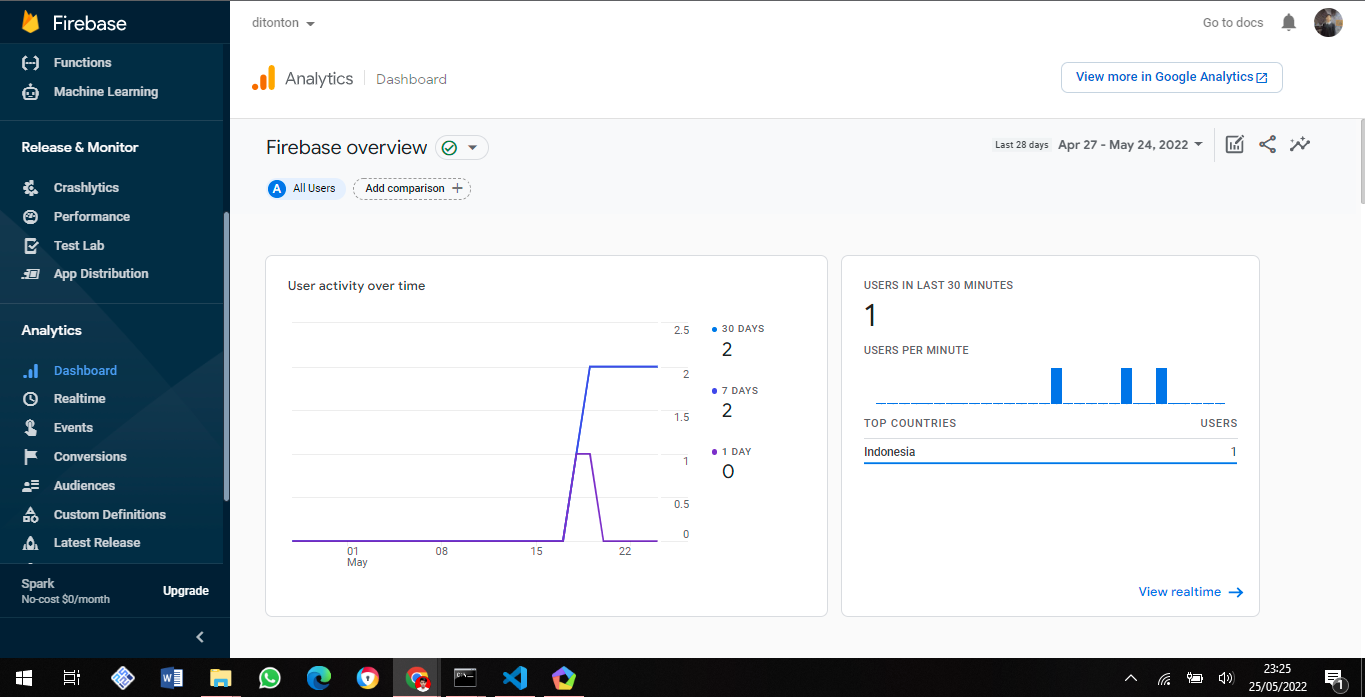 Firebase
Functions
Machine Learning
Release & Monitor
Crashlytics
Performance
Test Lab
App Distribution
Analytics
Dashboard
Realtime
Events
Conversions
Audiences
Custom Definitions
Latest Release
Spark
No-cost $0/month
Upgrade
ditonton
Go to docs
Analytics
Dashboard
View more in Google Analytics
Firebase overview
Last 28 days Apr 27 - May 24, 2022
A All Users
Add comparison
User activity over time
2.5
2
1.5
1
0.5
0
01
May
08
15
22
30 DAYS
2
7 DAYS
2
1 DAY
0
USERS IN LAST 30 MINUTES
1
USERS PER MINUTE
TOP COUNTRIES USERS
Indonesia 1
View realtime
23:25
25/05/2022
1